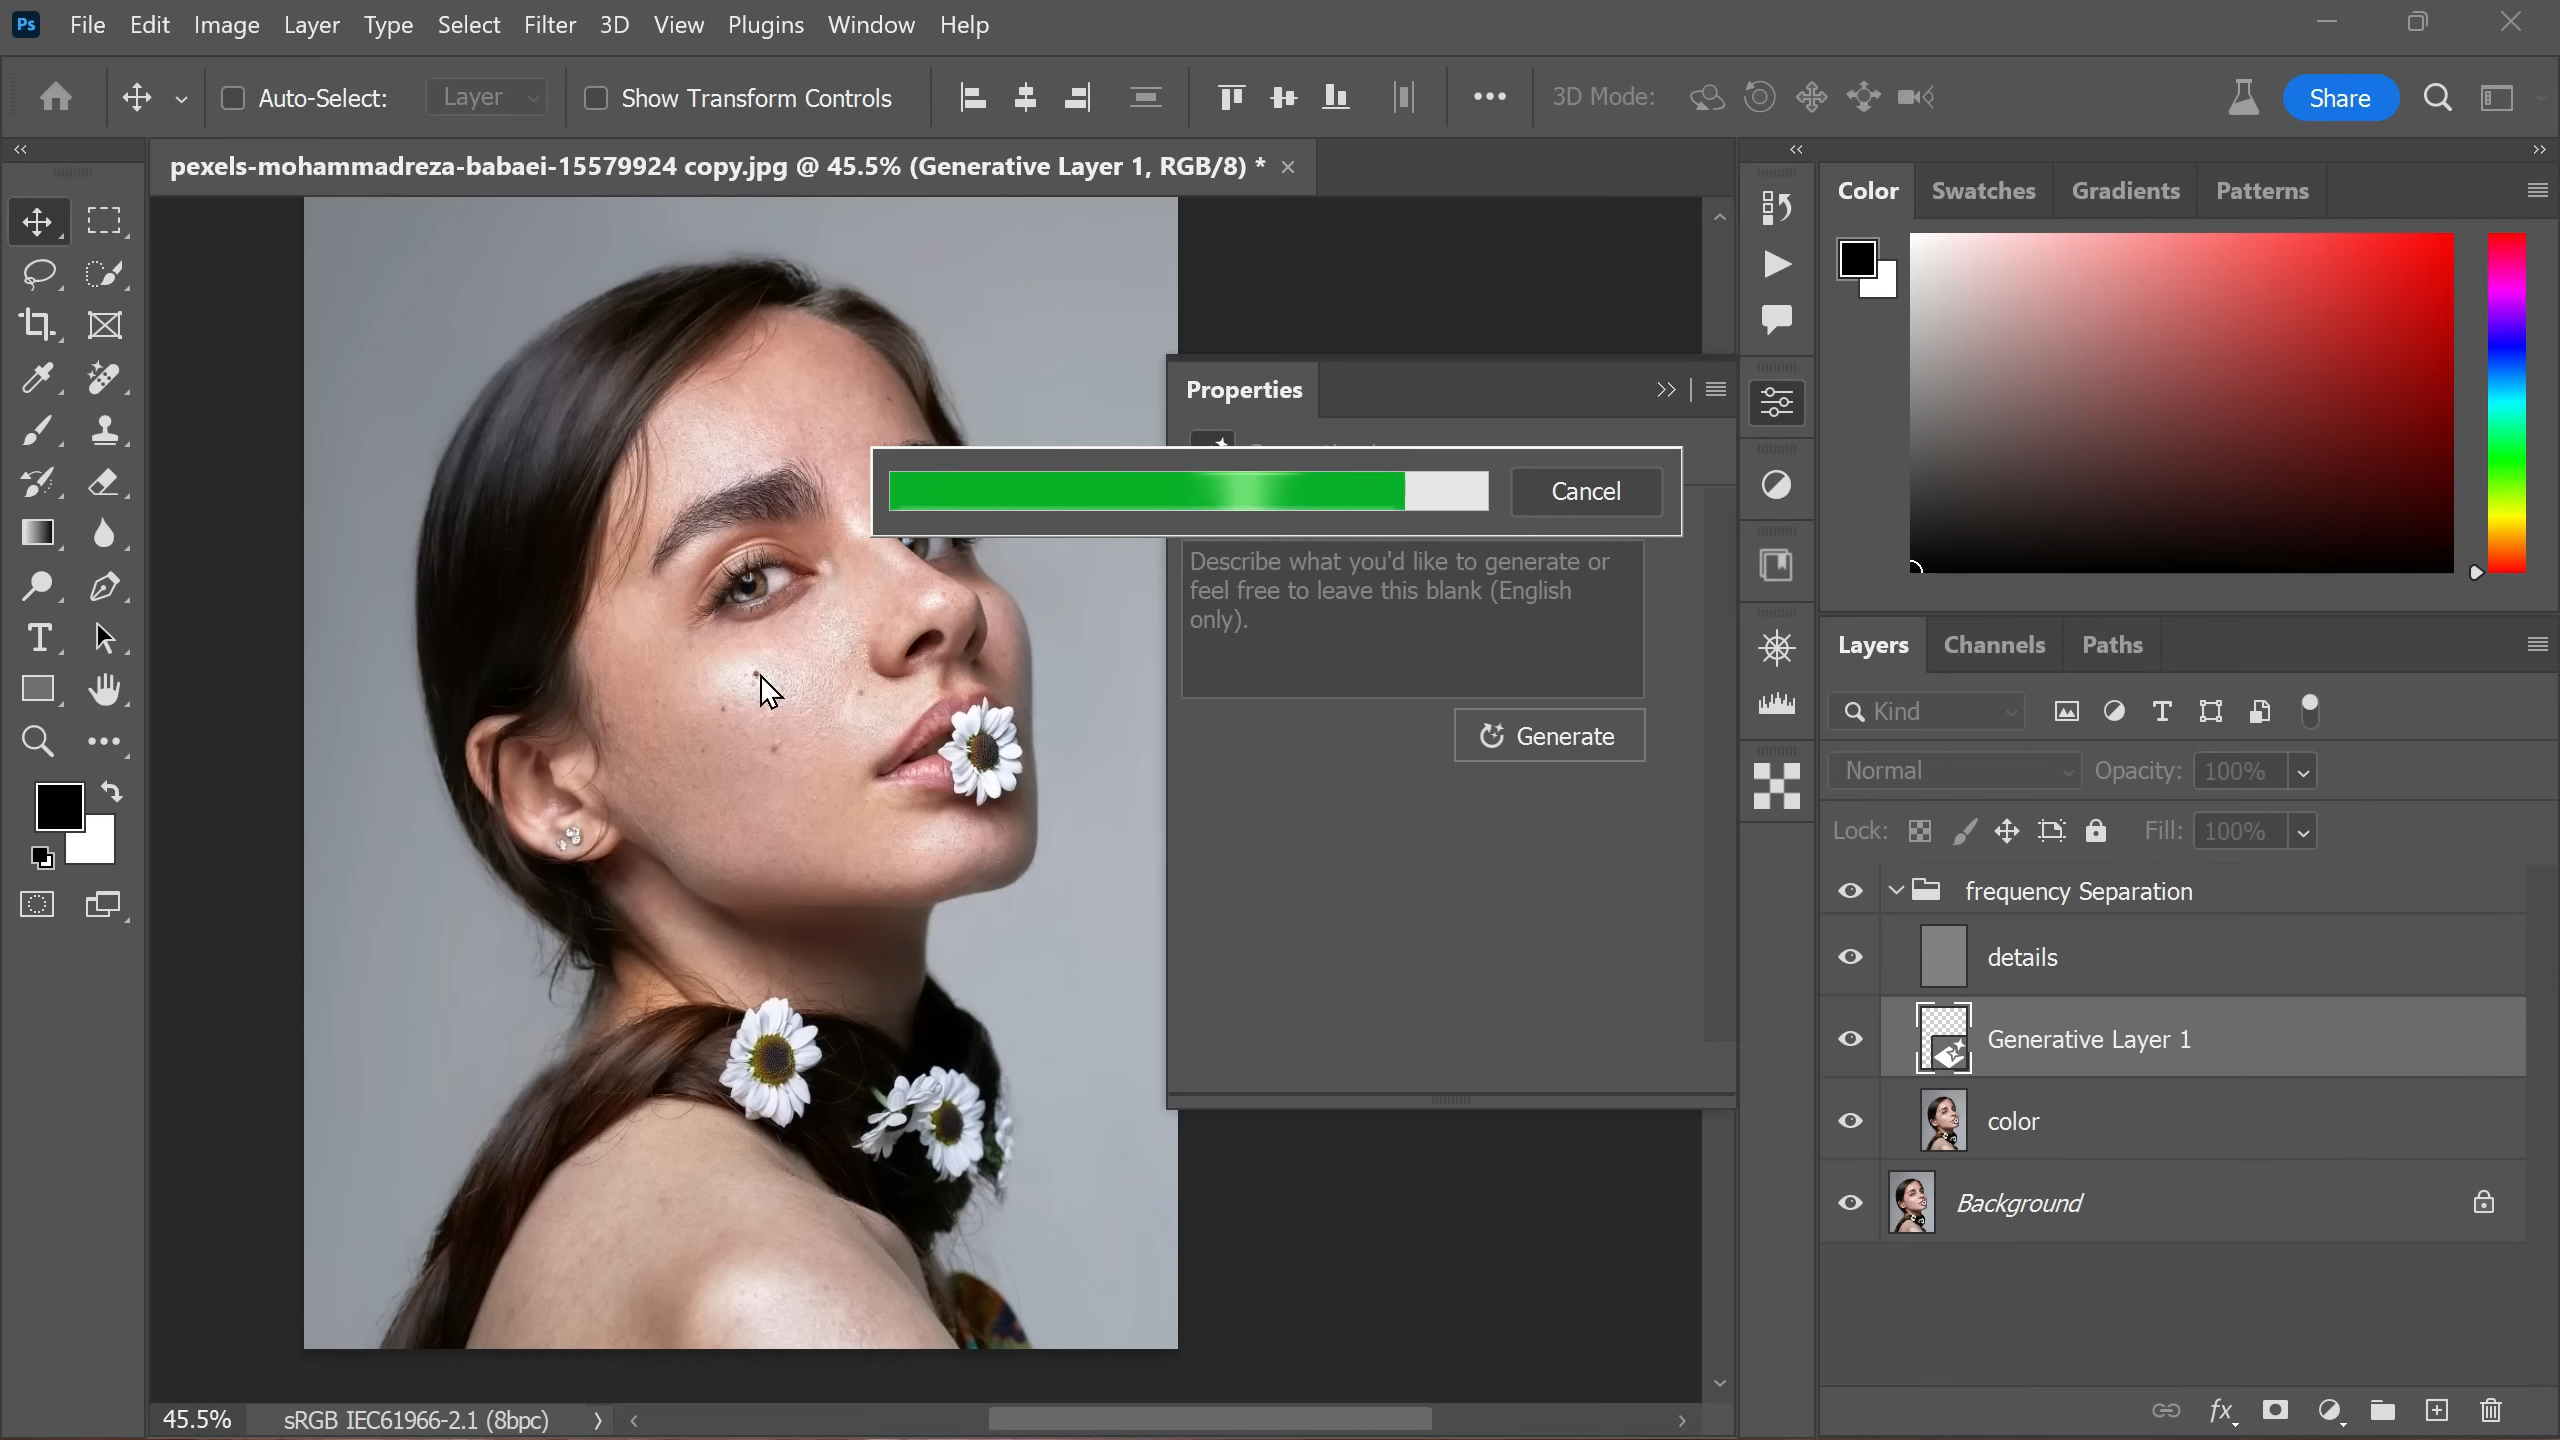 Ps File Edit Image Layer Type Select Filter 3D View Plugins Window Help
Auto-Select: Layer Show Transform Controls 3D Mode: Share
pexels-mohammadreza-babaei-15579924 copy.jpg @ 45.5% (Generative Layer 1, RGB/8) *
Color Swatches Gradients Patterns
Properties
Cancel
Describe what you'd like to generate or
feel free to leave this blank (English
only).
Generate
Layers Channels Paths
Kind
Normal Opacity: 100%
Lock: Fill: 100%
frequency Separation
details
Generative Layer 1
color
Background
45.5% sRGB IEC61966-2.1 (8bpc)
fx